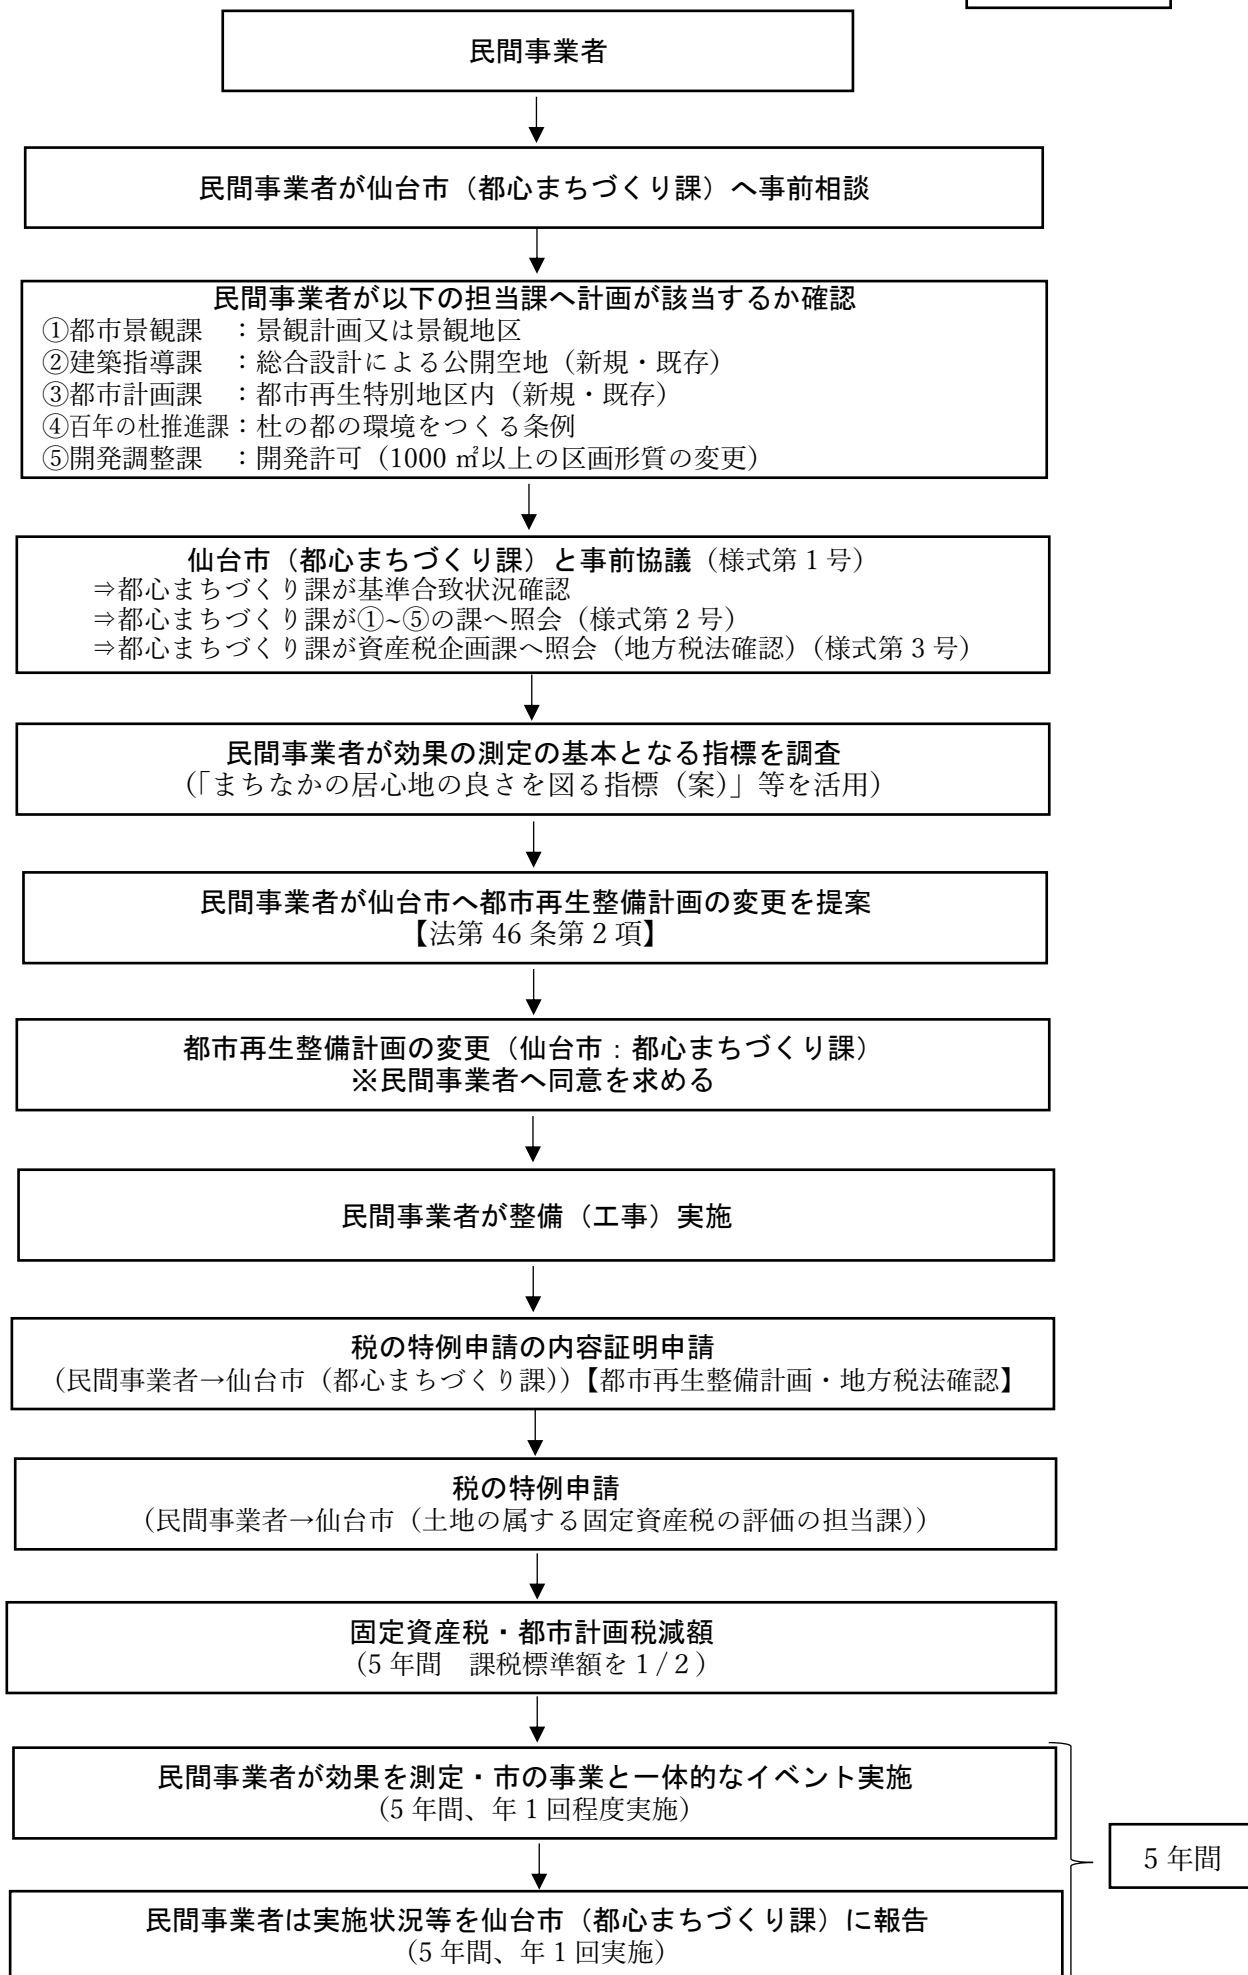 民間事業者
民間事業者が仙台市（都心まちづくり課）へ事前相談
民間事業者が以下の担当課へ計画が該当するか確認
①都市景観課　：景観計画又は景観地区
②建築指導課　：総合設計による公開空地（新規・既存）
③都市計画課　：都市再生特別地区内（新規・既存）
④百年の杜推進課：杜の都の環境をつくる条例
⑤開発調整課　：開発許可（1000 ㎡以上の区画形質の変更）
仙台市（都心まちづくり課）と事前協議（様式第 1 号）
⇒都心まちづくり課が基準合致状況確認
⇒都心まちづくり課が①~⑤の課へ照会（様式第 2 号）
⇒都心まちづくり課が資産税企画課へ照会（地方税法確認）（様式第 3 号）
民間事業者が効果の測定の基本となる指標を調査
（「まちなかの居心地の良さを図る指標（案）」等を活用）
民間事業者が仙台市へ都市再生整備計画の変更を提案
【法第 46 条第 2 項】
都市再生整備計画の変更（仙台市：都心まちづくり課）
※民間事業者へ同意を求める
民間事業者が整備（工事）実施
税の特例申請の内容証明申請
（民間事業者→仙台市（都心まちづくり課））【都市再生整備計画・地方税法確認】
税の特例申請
（民間事業者→仙台市（土地の属する固定資産税の評価の担当課））
固定資産税・都市計画税減額
（5 年間　課税標準額を 1 / 2 ）
民間事業者が効果を測定・市の事業と一体的なイベント実施
（5 年間、年 1 回程度実施）
5 年間
民間事業者は実施状況等を仙台市（都心まちづくり課）に報告
（5 年間、年 1 回実施）